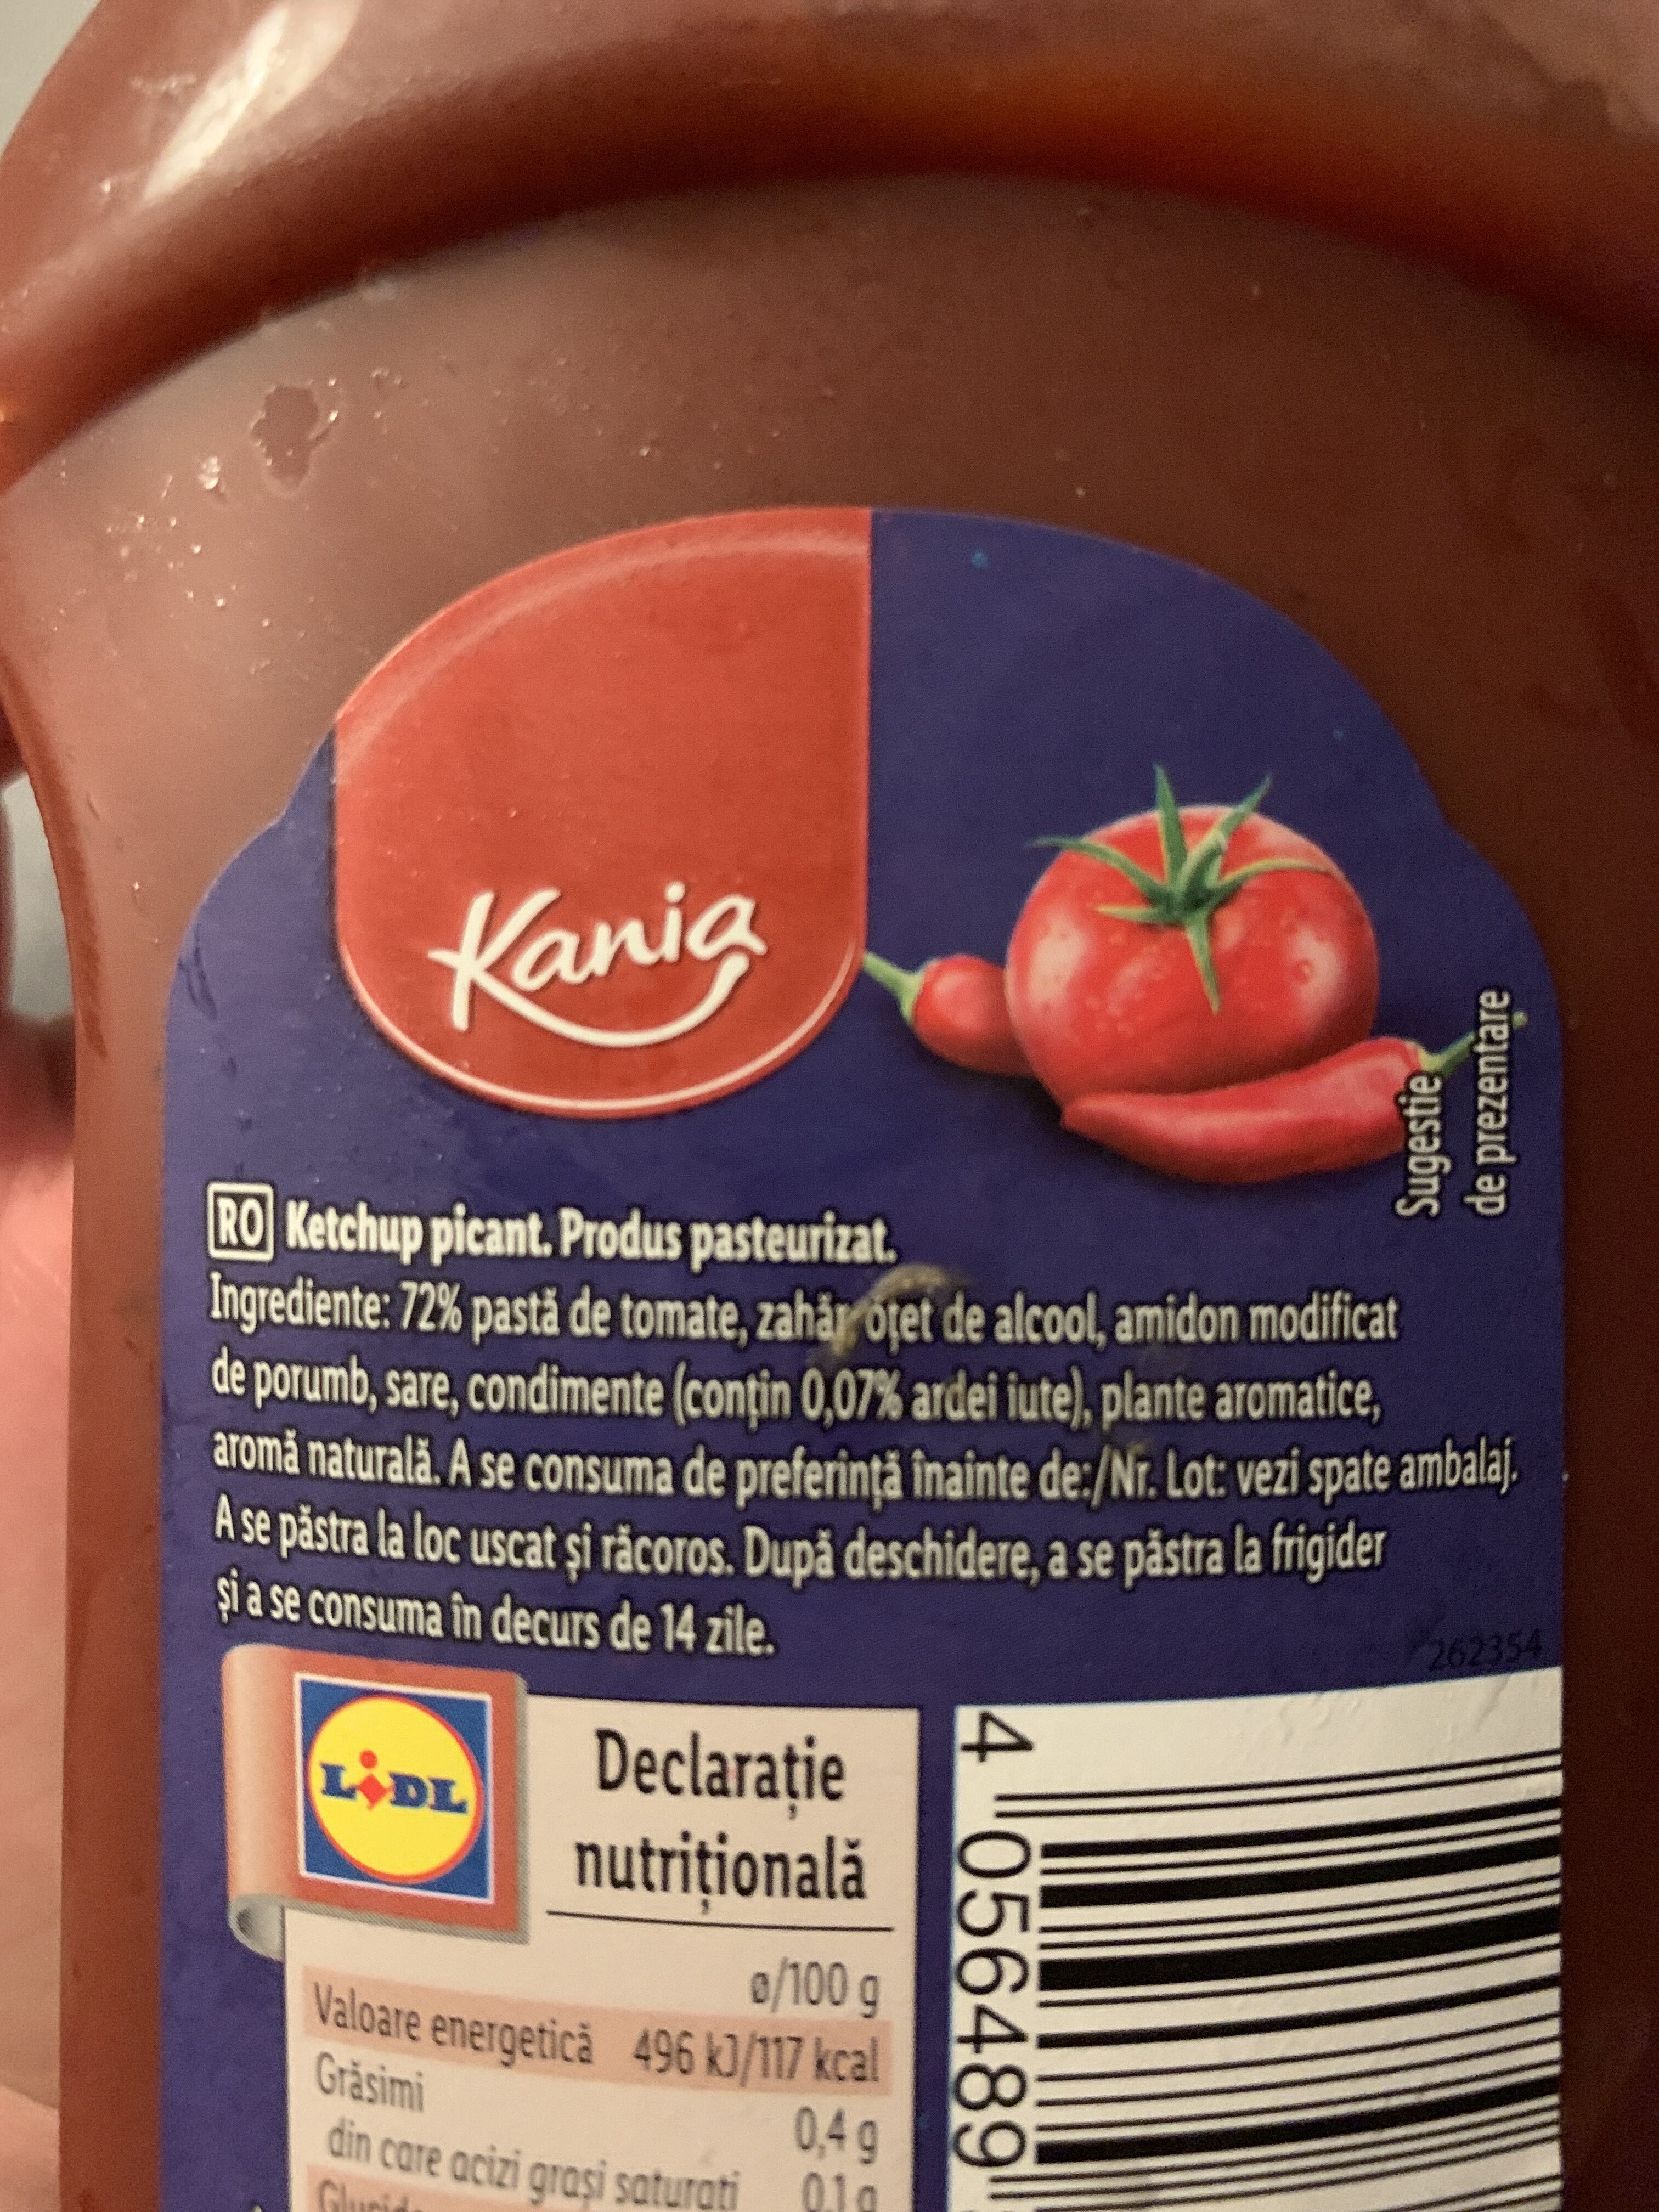 Kania
Sugestie
de prezentare
RO Ketchup picant. Produs pasteurizat.
Ingrediente: 72% pastă de tomate, zahăr, oțet de alcool, amidon modificat
de porumb, sare, condimente (conțin 0,07% ardei iute), plante aromatice,
aromă naturală. A se consuma de preferință înainte de:/Nr. Lot: vezi spate ambalaj.
A se păstra la loc uscat și răcoros. După deschidere, a se păstra la frigider
și a se consuma în decurs de 14 zile.
262354
LIDL
Declarație
nutrițională
ø/100 g
Valoare energetică 496 kJ/117 kcal
Grăsimi 0,4 g
din care acizi grași saturați 0,1 g
4 056489